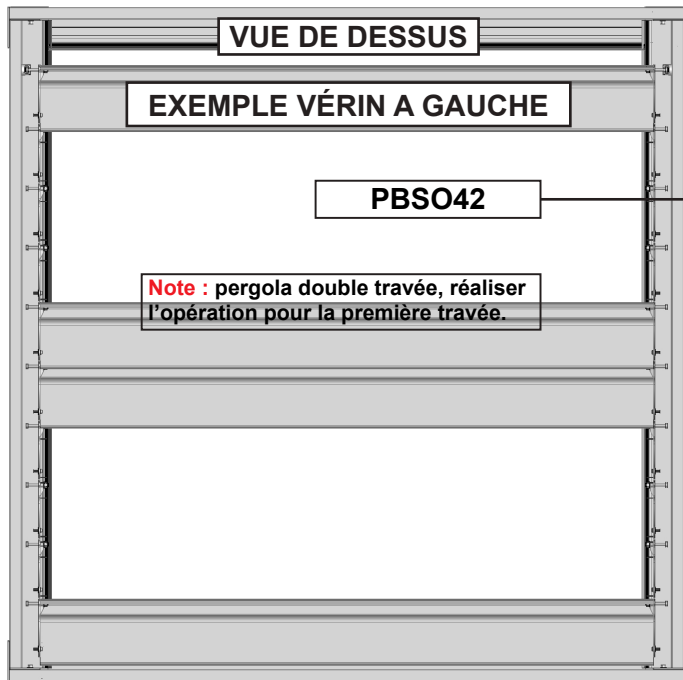 VUE DE DESSUS
EXEMPLE VÉRIN A GAUCHE
PBSO42
Note : pergola double travée, réaliser
l’opération pour la première travée.